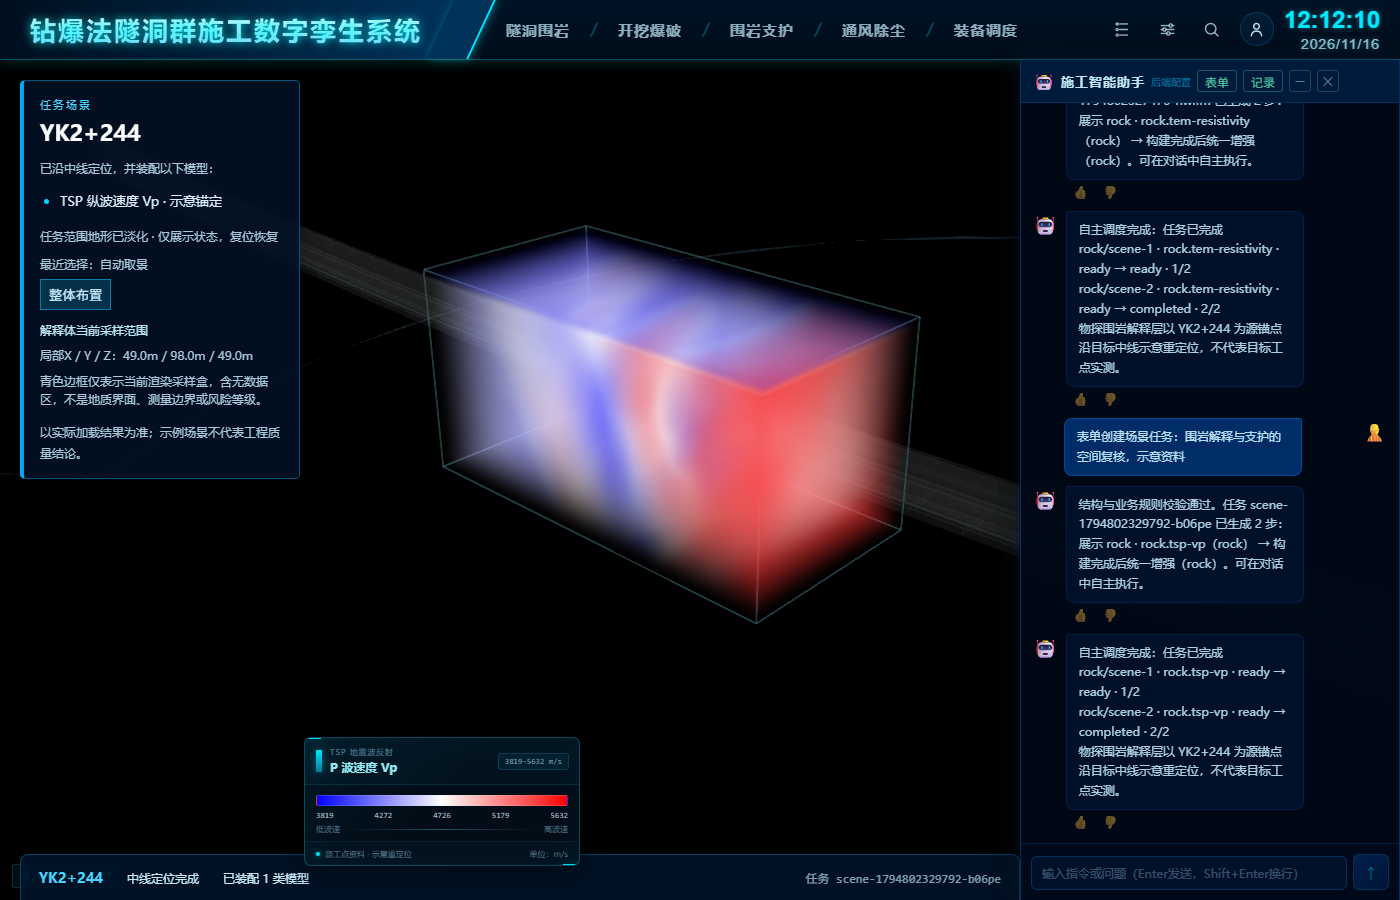 钻爆法隧洞群施工数字孪生系统
隧洞围岩 / 开挖爆破 / 围岩支护 / 通风除尘 / 装备调度
12:12:10
2026/11/16
任务场景
YK2+244
已沿中线定位，并装配以下模型：
• TSP 纵波速度 Vp · 示意锚定
任务范围地形已淡化 · 仅展示状态，复位恢复
最近选择：自动取景
整体布置
解释体当前采样范围
局部X / Y / Z：49.0m / 98.0m / 49.0m
青色边框仅表示当前渲染采样盒，含无数据
区，不是地质界面、测量边界或风险等级。
以实际加载结果为准；示例场景不代表工程质
量结论。
TSP 地震波反射
P 波速度 Vp
3819-5632 m/s
3819 4272 4726 5179 5632
低波速 高波速
源工点资料 · 示意重定位 单位：m/s
YK2+244 中线定位完成 已装配 1 类模型 任务 scene-1794802329792-b06pe
施工智能助手 后端配置 表单 记录
展示 rock · rock.tem-resistivity
（rock） → 构建完成后统一增强
（rock）。可在对话中自主执行。
自主调度完成：任务已完成
rock/scene-1 · rock.tem-resistivity ·
ready → ready · 1/2
rock/scene-2 · rock.tem-resistivity ·
ready → completed · 2/2
物探围岩解释层以 YK2+244 为源锚点
沿目标中线示意重定位，不代表目标工
点实测。
表单创建场景任务：围岩解释与支护的
空间复核，示意资料
结构与业务规则校验通过。任务 scene-
1794802329792-b06pe 已生成 2 步：
展示 rock · rock.tsp-vp（rock） → 构
建完成后统一增强（rock）。可在对话
中自主执行。
自主调度完成：任务已完成
rock/scene-1 · rock.tsp-vp · ready →
ready · 1/2
rock/scene-2 · rock.tsp-vp · ready →
completed · 2/2
物探围岩解释层以 YK2+244 为源锚点
沿目标中线示意重定位，不代表目标工
点实测。
输入指令或问题（Enter发送，Shift+Enter换行）